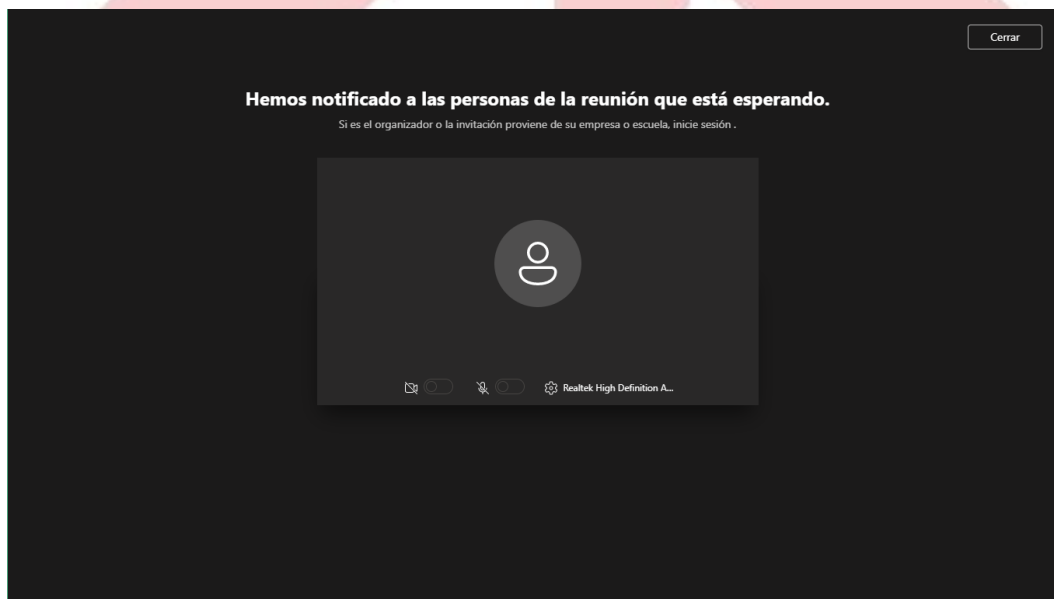 Cerrar
Hemos notificado a las personas de la reunión que está esperando.
Si es el organizador o la invitación proviene de su empresa o escuela, inicie sesión .
Realtek High Definition A...